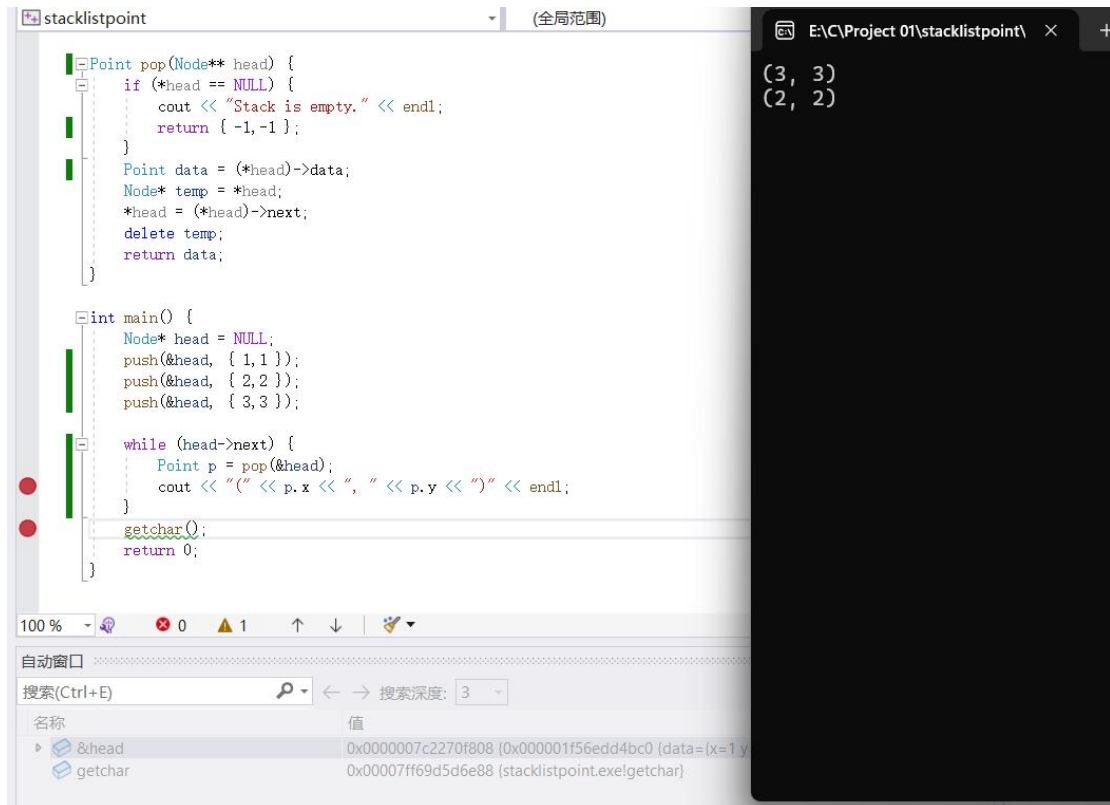 stacklistpoint
(全局范围)
Point pop(Node** head) {
if (*head == NULL) {
cout << "Stack is empty." << endl;
return { -1,-1 };
}
Point data = (*head)->data;
Node* temp = *head;
*head = (*head)->next;
delete temp;
return data;
}
int main() {
Node* head = NULL;
push(&head, { 1,1 });
push(&head, { 2,2 });
push(&head, { 3,3 });
while (head->next) {
Point p = pop(&head);
cout << "(" << p.x << ", " << p.y << ")" << endl;
}
getchar();
return 0;
}
100 %
0
1
自动窗口
搜索(Ctrl+E)
搜索深度: 3
名称
值
&head
0x0000007c2270f808 {0x000001f56edd4bc0 {data={x=1 y
getchar
0x00007ff69d5d6e88 {stacklistpoint.exe!getchar}
E:\C\Project 01\stacklistpoint\
(3, 3)
(2, 2)